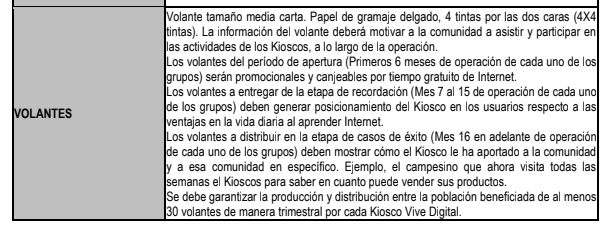 Volante tamaño media carta. Papel de gramaje delgado, 4 tintas por las dos caras (4X4
tintas). La información del volante deberá motivar a la comunidad a asistir y participar en
las actividades de los Kioscos, a lo largo de la operación.
Los volantes del período de apertura (Primeros 6 meses de operación de cada uno de los
grupos) serán promocionales y canjeables por tiempo gratuito de Internet.
Los volantes a entregar de la etapa de recordación (Mes 7 al 15 de operación de cada uno
de los grupos) deben generar posicionamiento del Kiosco en los usuarios respecto a las
VOLANTES
ventajas en la vida diaria al aprender Internet.
Los volantes a distribuir en la etapa de casos de éxito (Mes 16 en adelante de operación
de cada uno de los grupos) deben mostrar cómo el Kiosco le ha aportado a la comunidad
y a esa comunidad en específico. Ejemplo, el campesino que ahora visita todas las
semanas el Kioscos para saber en cuanto puede vender sus productos.
Se debe garantizar la producción y distribución entre la población beneficiada de al menos
30 volantes de manera trimestral por cada Kiosco Vive Digital.